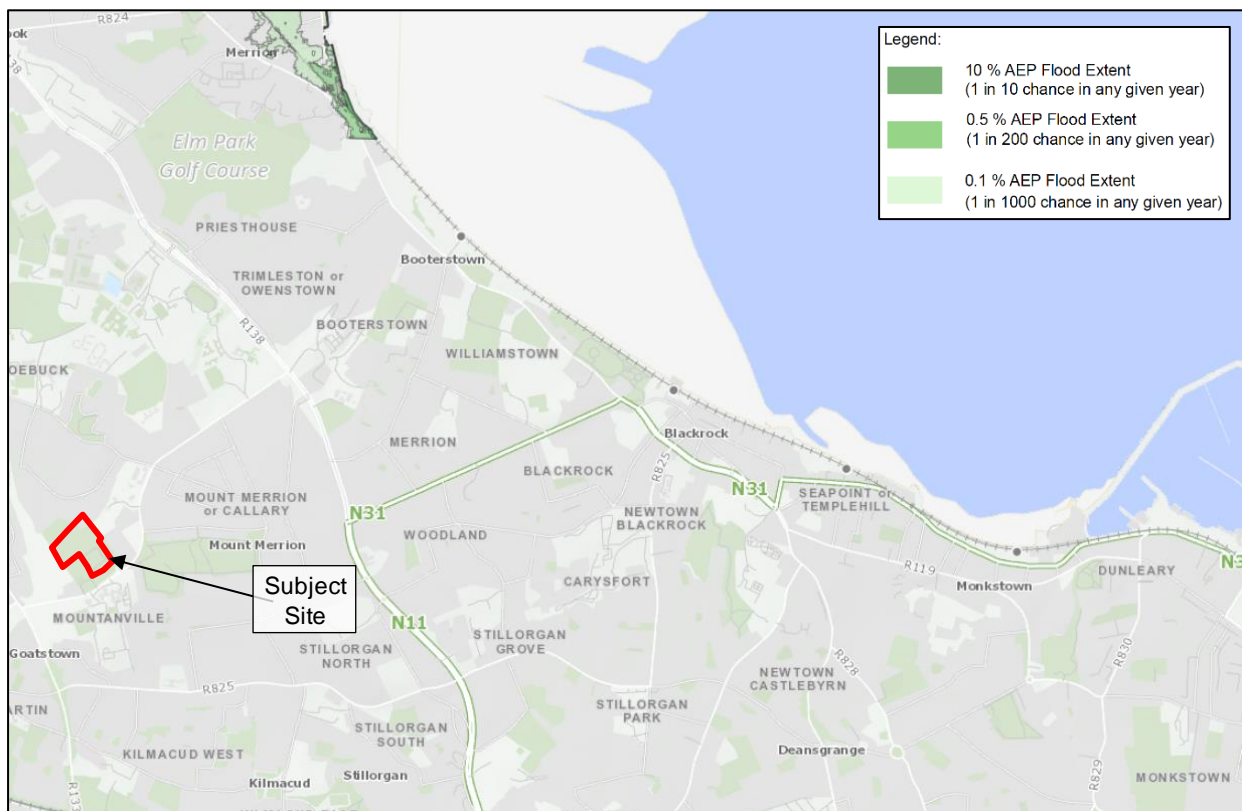 R824
ook
Merrion
138
Elm Park
Golf Course
PRIESTHOUSE
TRIMLESTON or
OWENSTOWN
Booterstown
R138
BOOTERSTOWN
WILLIAMSTOWN
OEBUCK
MERRION
Blackrock
BLACKROCK
R825
N31
SEAPOINT or
TEMPLEHILL
MOUNT MERRION
or CALLARY
N31
NEWTOWN
BLACKROCK
WOODLAND
Mount Merrion
R119
DUNLEARY
N3
CARYSFORT
Monkstown
Subject
Site
MOUNTANVILLE
N11
STILLORGAN
GROVE
STILLORGAN
NORTH
Goatstown
R830
R828
NEWTOWN
CASTLEBYRN
R825
ARTIN
STILLORGAN
PARK
STILLORGAN
SOUTH
KILMACUD WEST
Deansgrange
Stillorgan
Kilmacud
R133
R829
MONKSTOWN
Legend:
10 % AEP Flood Extent
(1 in 10 chance in any given year)
0.5 % AEP Flood Extent
(1 in 200 chance in any given year)
0.1 % AEP Flood Extent
(1 in 1000 chance in any given year)